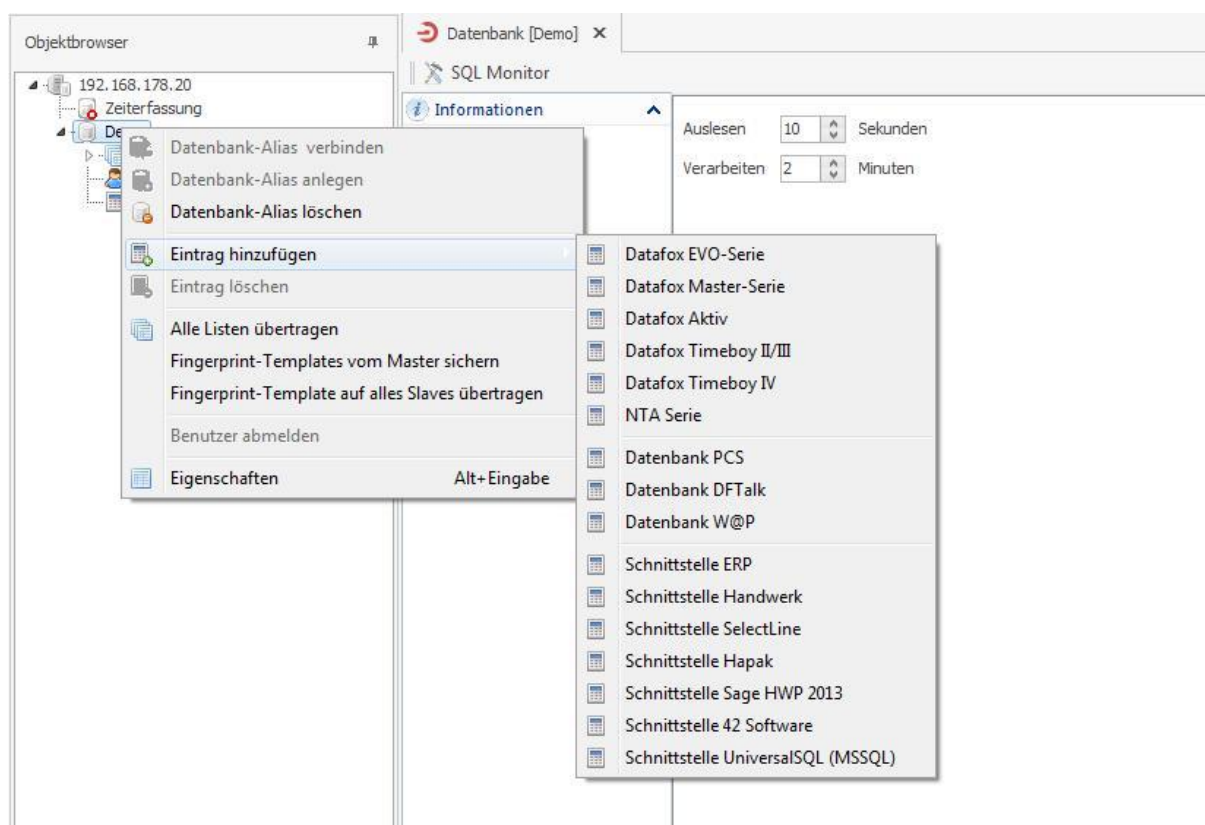 Objektbrowser
192.168.178.20
Zeiterfassung
Datenbank-Alias verbinden
Datenbank-Alias anlegen
Datenbank-Alias löschen
Eintrag hinzufügen
Eintrag löschen
Alle Listen übertragen
Fingerprint-Templates vom Master sichern
Fingerprint-Template auf alles Slaves übertragen
Benutzer abmelden
Eigenschaften Alt+Eingabe
Datenbank [Demo]
SQL Monitor
Informationen
Auslesen 10 Sekunden
Verarbeiten 2 Minuten
Datafox EVO-Serie
Datafox Master-Serie
Datafox Aktiv
Datafox Timeboy II/III
Datafox Timeboy IV
NTA Serie
Datenbank PCS
Datenbank DFTalk
Datenbank W@P
Schnittstelle ERP
Schnittstelle Handwerk
Schnittstelle SelectLine
Schnittstelle Hapak
Schnittstelle Sage HWP 2013
Schnittstelle 42 Software
Schnittstelle UniversalSQL (MSSQL)